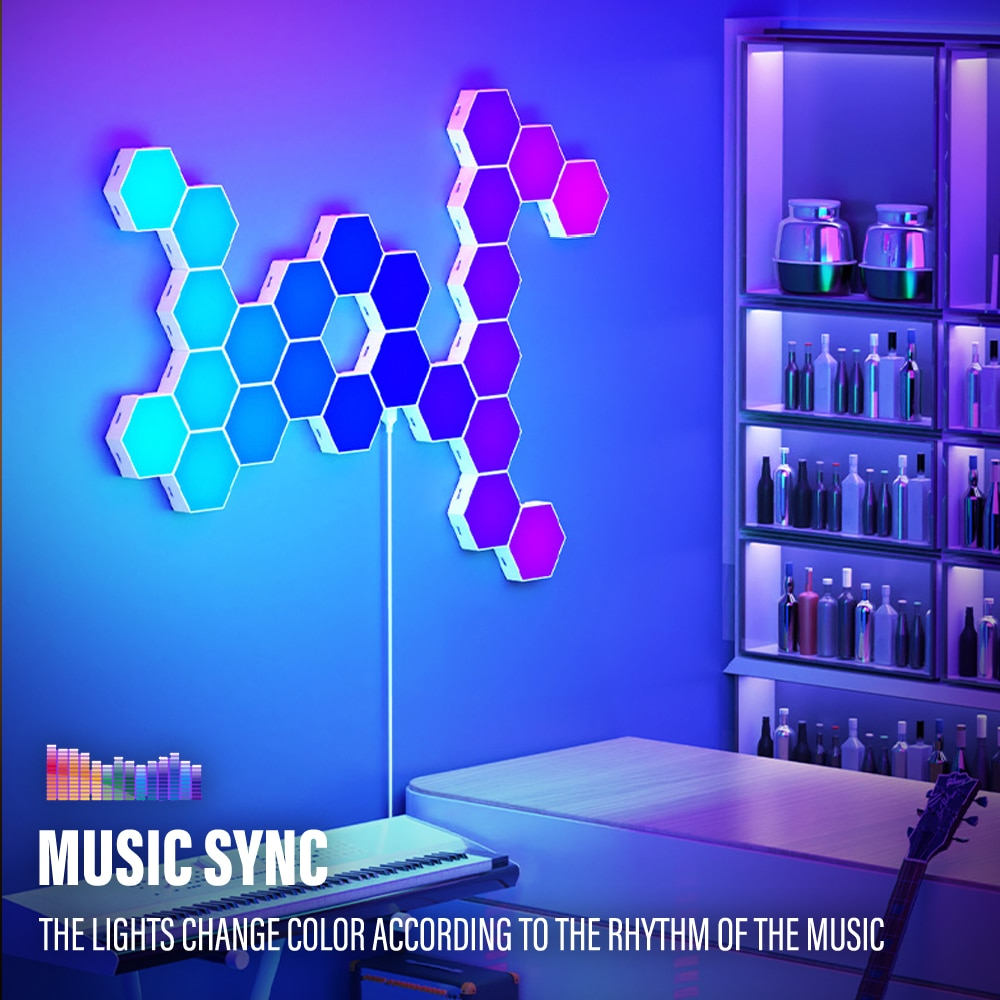 MUSIC SYNC
THE LIGHTS CHANGE COLOR ACCORDING TO THE RHYTHM OF THE MUSIC